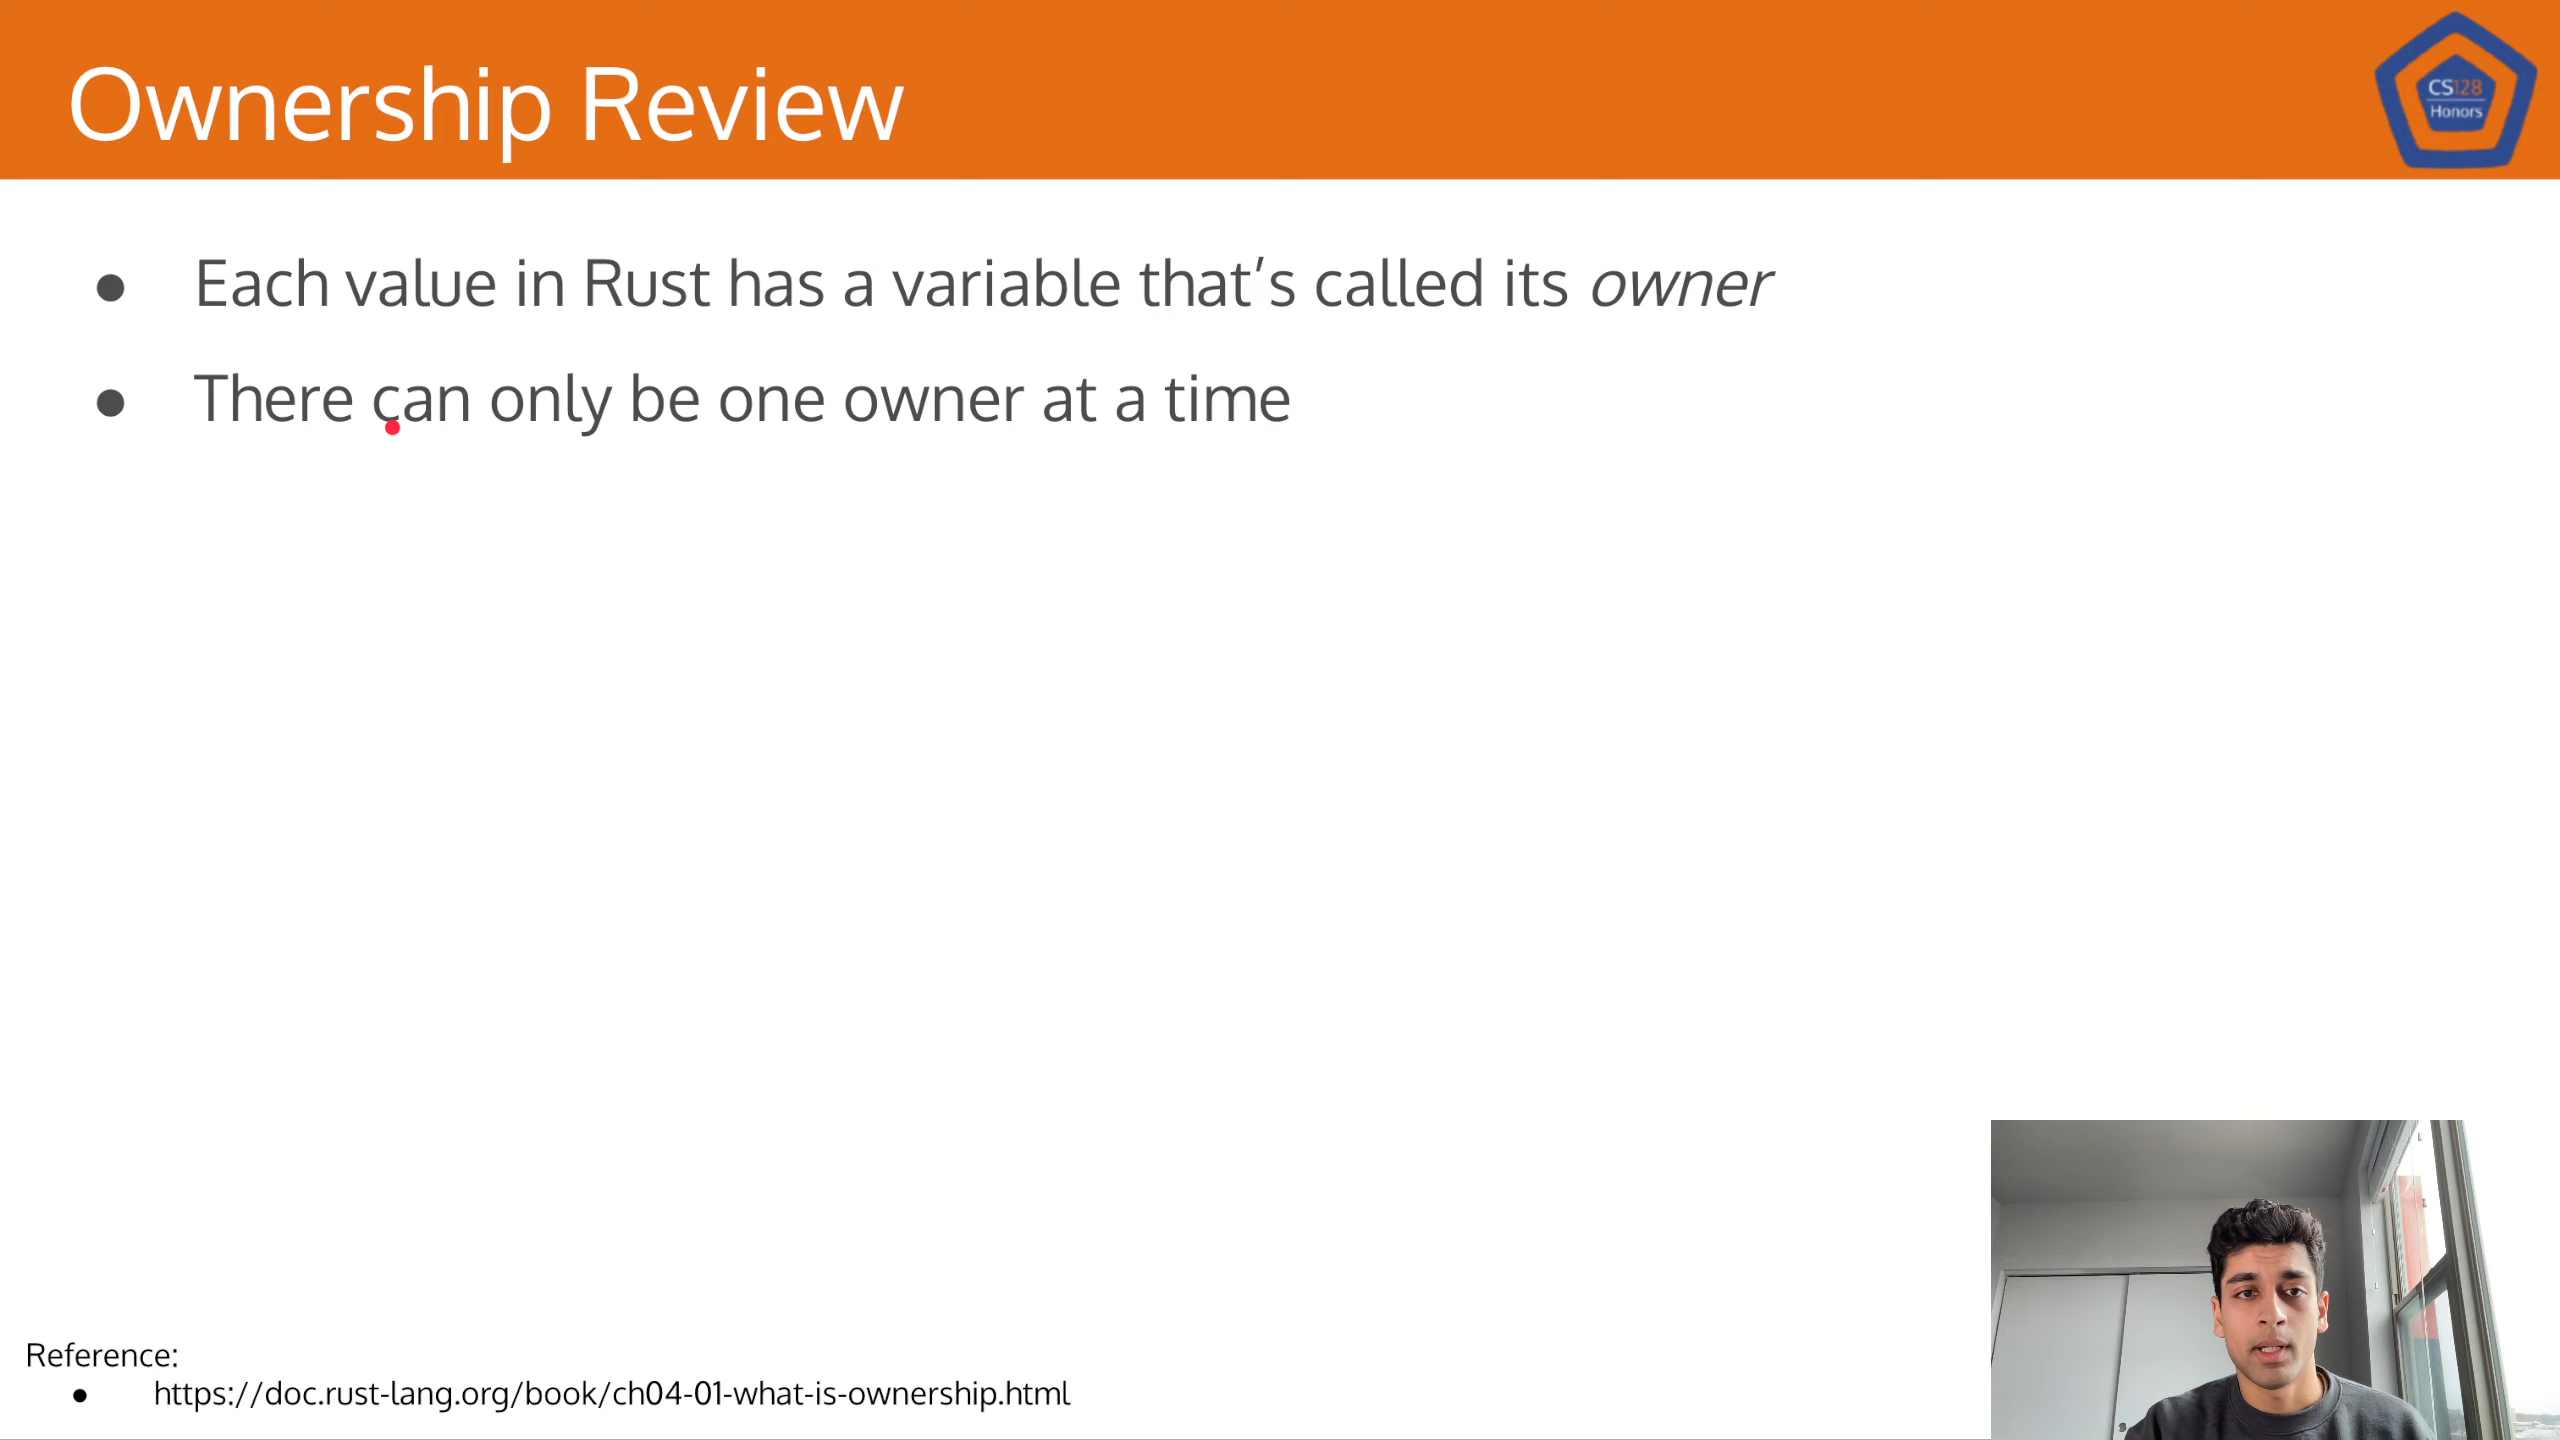 Ownership Review
CS128
Honors
● Each value in Rust has a variable that’s called its owner
● There can only be one owner at a time
Reference:
● https://doc.rust-lang.org/book/ch04-01-what-is-ownership.html